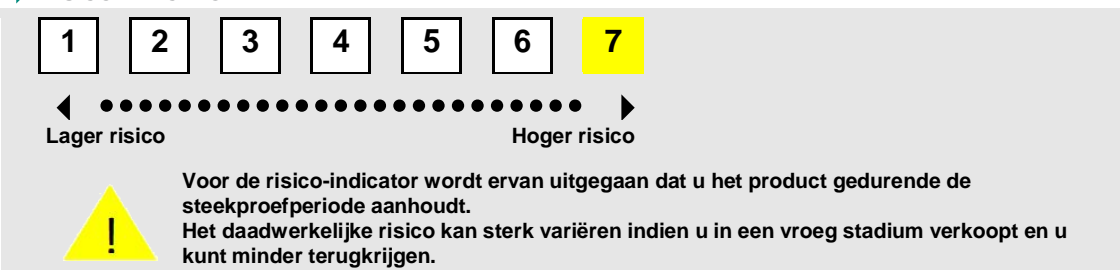 1 2 3 4 5 6 7
Lager risico Hoger risico
Voor de risico-indicator wordt ervan uitgegaan dat u het product gedurende de
steekproefperiode aanhoudt.
! Het daadwerkelijke risico kan sterk variëren indien u in een vroeg stadium verkoopt en u
kunt minder terugkrijgen.